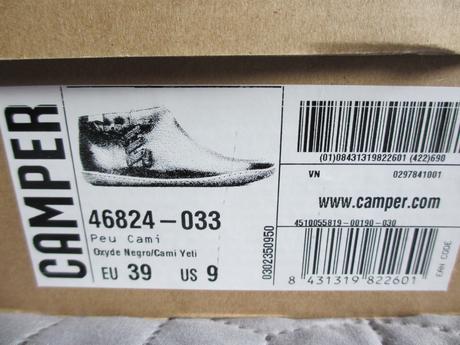 CAMPER
46824-033
Peu Cami
Oxyde Negro/Cami Yeti
EU 39 US 9
0302350950
(01)08431319822601 (422)690
VN 0297841001
www.camper.com
4510055819-00190-030
8 431319 822601
EAN CODE